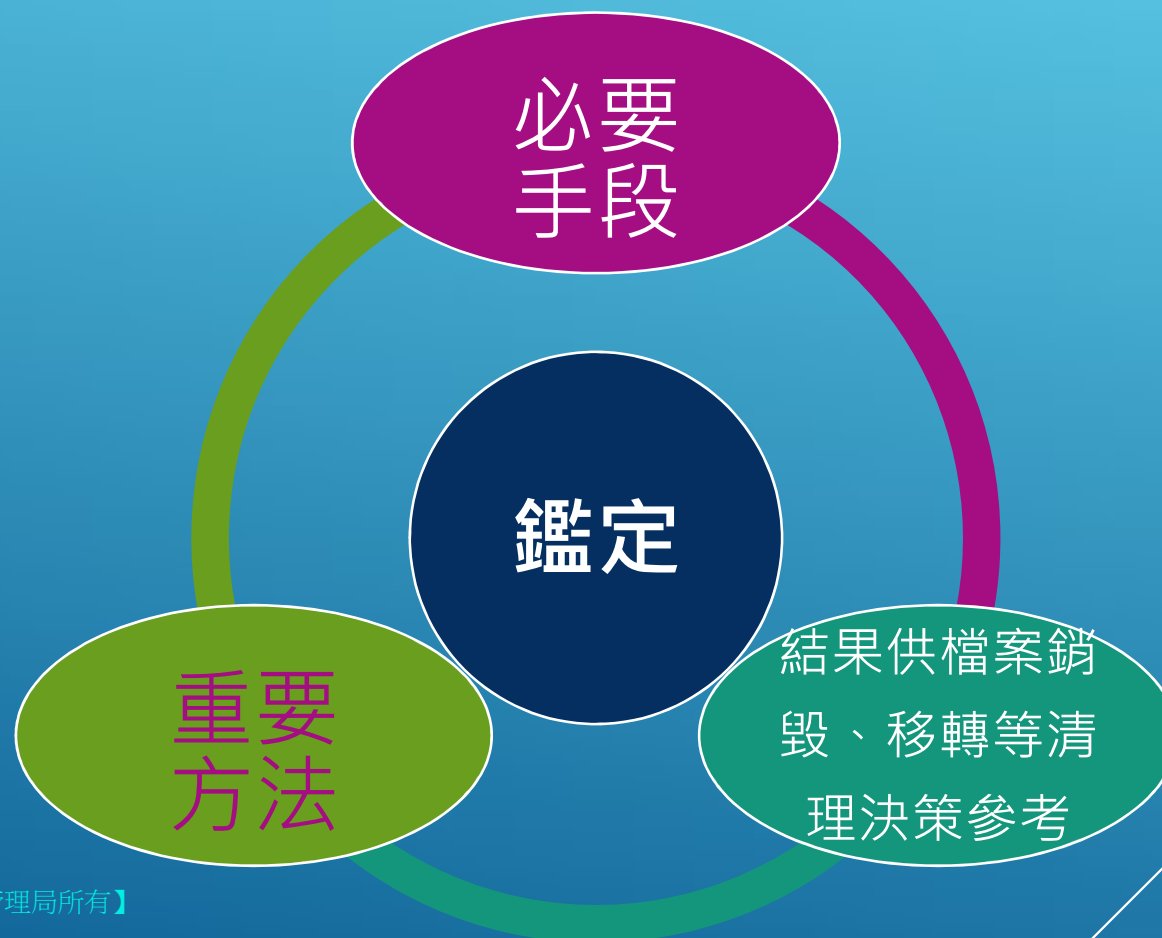 必要
手段
鑑定
重要
方法
結果供檔案銷
毀、移轉等清
理決策參考
理局所有】